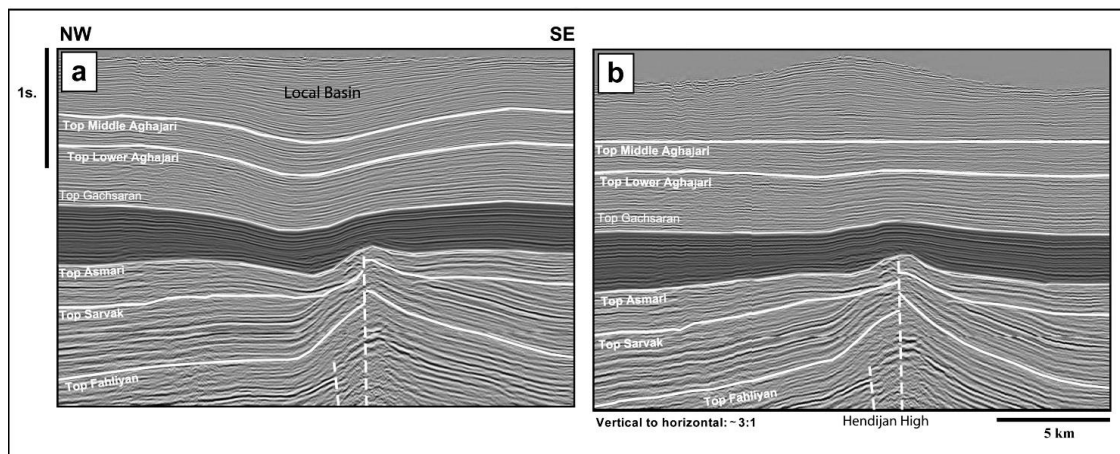 NW
SE
a
b
1s.
Local Basin
Top Middle Aghajari
Top Lower Aghajari
Top Gachsaran
Top Asmari
Top Sarvak
Top Fahliyan
Top Middle Aghajari
Top Lower Aghajari
Top Gachsaran
Top Asmari
Top Sarvak
Top Fahliyan
Vertical to horizontal: ~ 3:1
Hendijan High
5 km